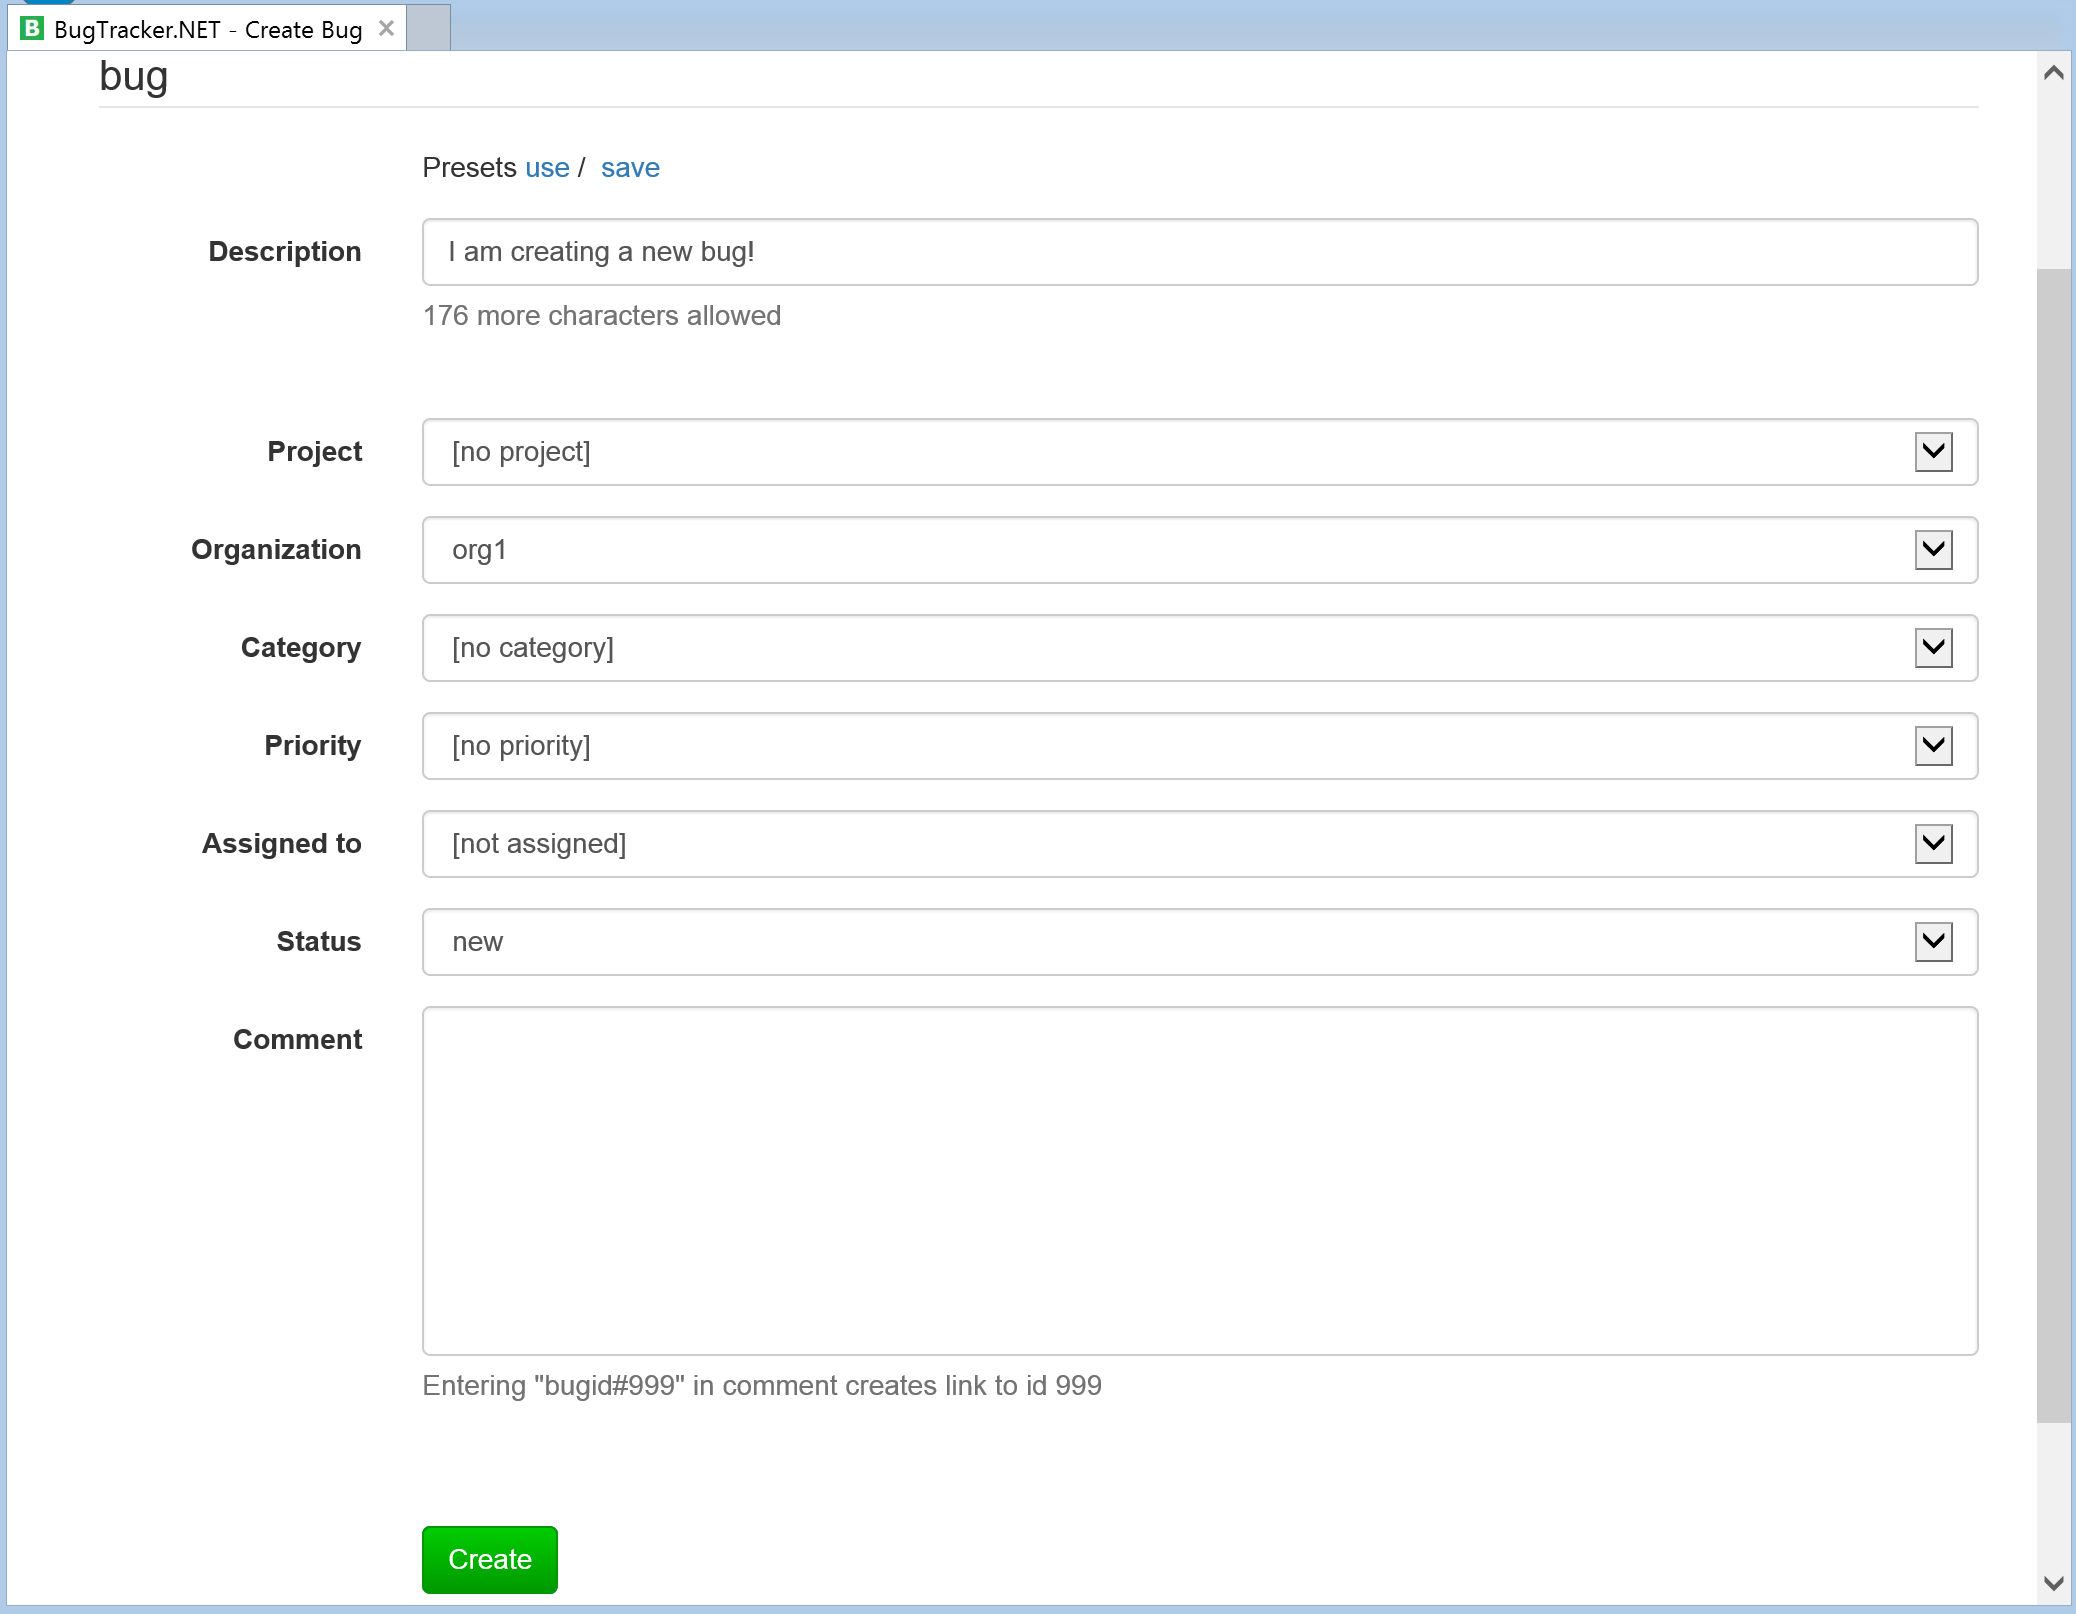 B BugTracker.NET - Create Bug
bug
Presets use / save
Description I am creating a new bug!
176 more characters allowed
Project [no project]
Organization org1
Category [no category]
Priority [no priority]
Assigned to [not assigned]
Status new
Comment
Entering "bugid#999" in comment creates link to id 999
Create